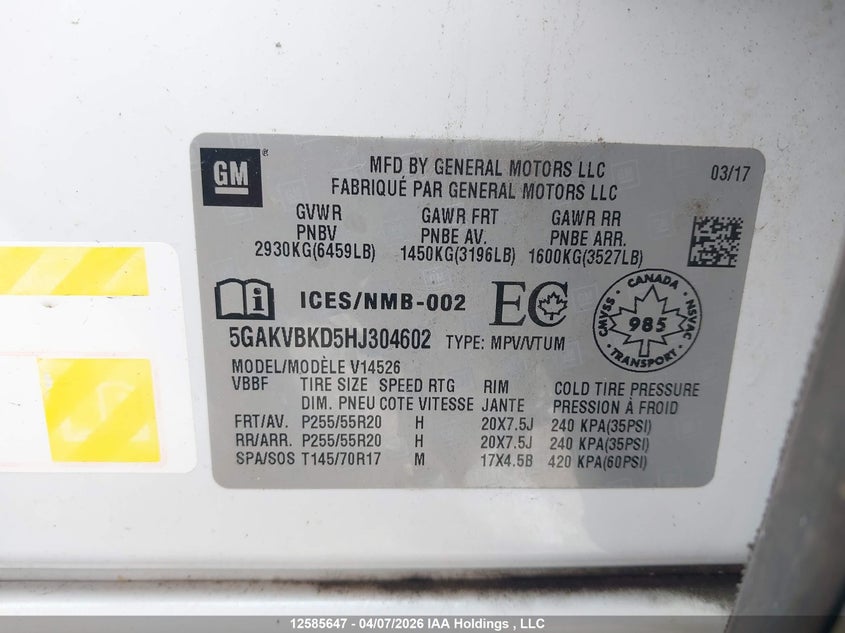 GM
MFD BY GENERAL MOTORS LLC
03/17
FABRIQUÉ PAR GENERAL MOTORS LLC
GVWR GAWR FRT GAWR RR
PNBV PNBE AV. PNBE ARR.
2930KG(6459LB) 1450KG(3196LB) 1600KG(3527LB)
i ICES/NMB-002 EC
CANADA
CMVSS 985 NSVAC
TRANSPORT
5GAKVBKD5HJ304602 TYPE: MPV/VTUM
MODEL/MODÈLE V14526
VBBF TIRE SIZE SPEED RTG RIM COLD TIRE PRESSURE
DIM. PNEU COTE VITESSE JANTE PRESSION À FROID
FRT/AV. P255/55R20 H 20X7.5J 240 KPA(35PSI)
RR/ARR. P255/55R20 H 20X7.5J 240 KPA(35PSI)
SPA/SOS T145/70R17 M 17X4.5B 420 KPA(60PSI)
12585647 - 04/07/2026 IAA Holdings , LLC